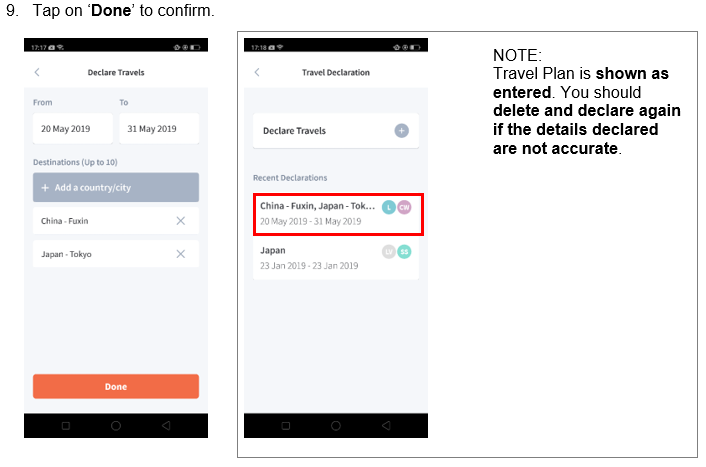 9. Tap on ‘Done’ to confirm.
17:17
Declare Travels
From To
20 May 2019 31 May 2019
Destinations (Up to 10)
+ Add a country/city
China - Fuxin
Japan - Tokyo
Done
17:18
Travel Declaration
Declare Travels
Recent Declarations
China - Fuxin, Japan - Tok... L CW
20 May 2019 - 31 May 2019
Japan SS
23 Jan 2019 - 23 Jan 2019
NOTE:
Travel Plan is shown as
entered. You should
delete and declare again
if the details declared
are not accurate.